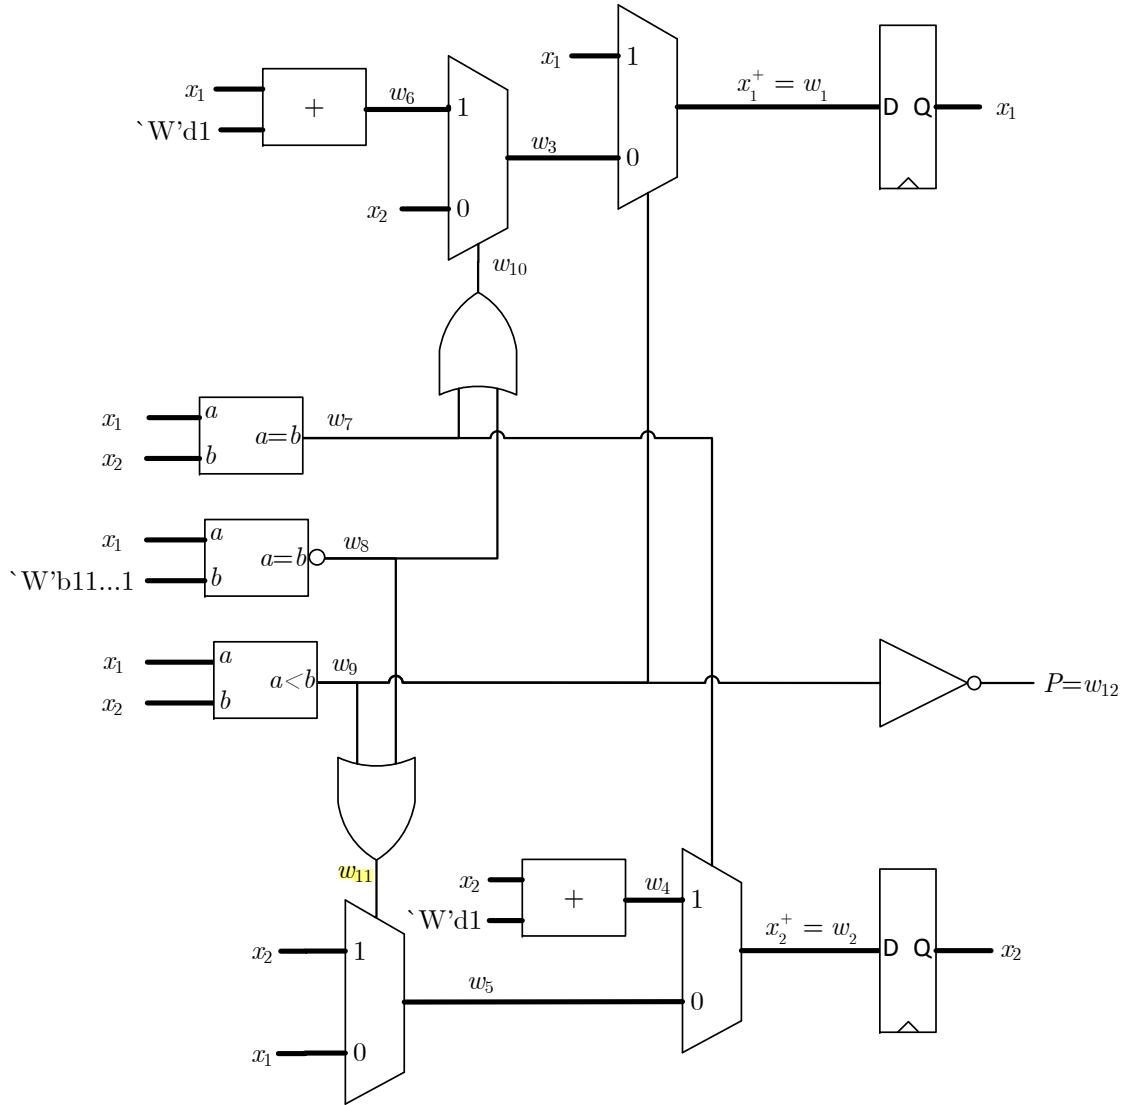 x₁
1
x₁⁺ = w₁
x₁
w₆
1
D Q
x₁
+
`W'd1
w₃
0
x₂
0
w₁₀
x₁
a
w₇
a=b
x₂
b
x₁
a
w₈
a=b
`W'b11...1
b
x₁
a
w₉
a<b
P=w₁₂
x₂
b
w₁₁
x₂
w₄
1
+
`W'd1
x₂⁺ = w₂
x₂
1
D Q
x₂
w₅
0
x₁
0